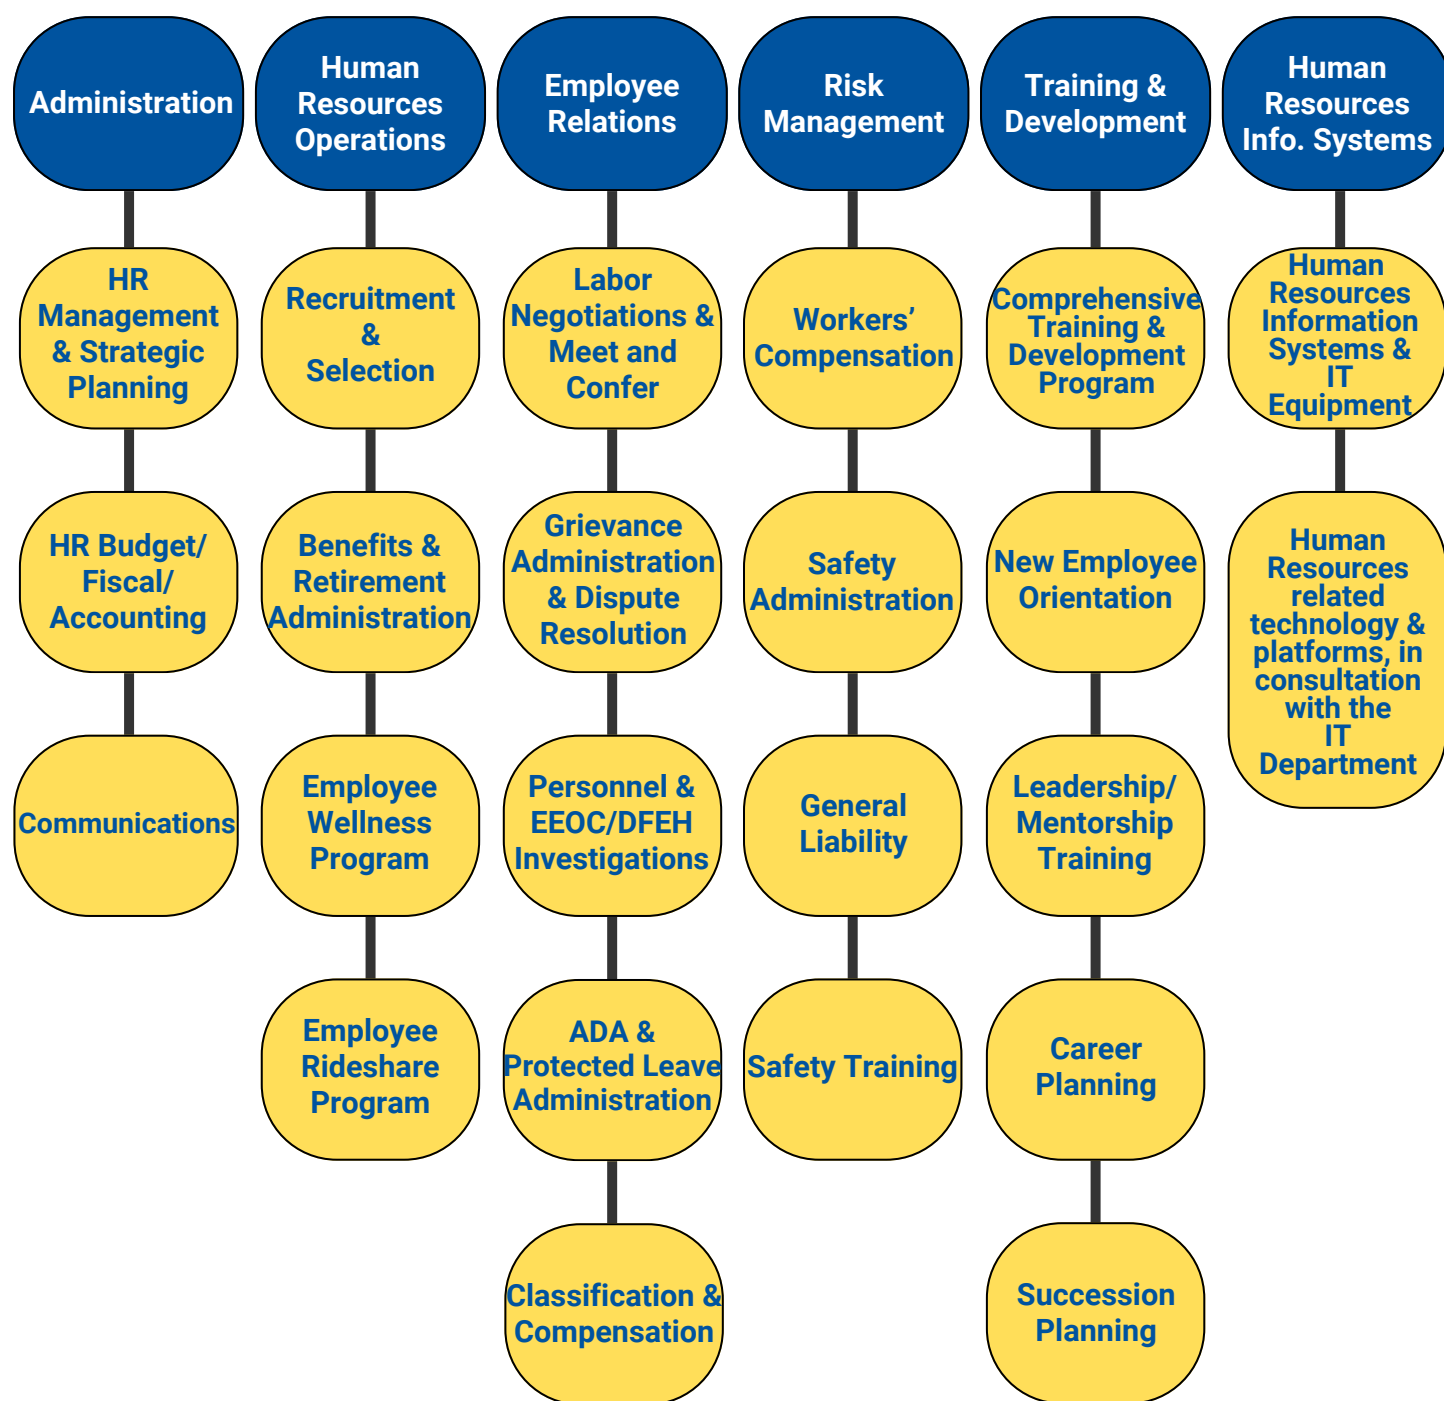 Administration
Human
Resources
Operations
Employee
Relations
Risk
Management
Training &
Development
Human
Resources
Info. Systems
HR
Management
& Strategic
Planning
Recruitment
&
Selection
Labor
Negotiations &
Meet and
Confer
Workers’
Compensation
Comprehensive
Training &
Development
Program
Human
Resources
Information
Systems &
IT
Equipment
HR Budget/
Fiscal/
Accounting
Benefits &
Retirement
Administration
Grievance
Administration
& Dispute
Resolution
Safety
Administration
New Employee
Orientation
Human
Resources
related
technology &
platforms, in
consultation
with the
IT
Department
Communications
Employee
Wellness
Program
Personnel &
EEOC/DFEH
Investigations
General
Liability
Leadership/
Mentorship
Training
Employee
Rideshare
Program
ADA &
Protected Leave
Administration
Safety Training
Career
Planning
Classification &
Compensation
Succession
Planning